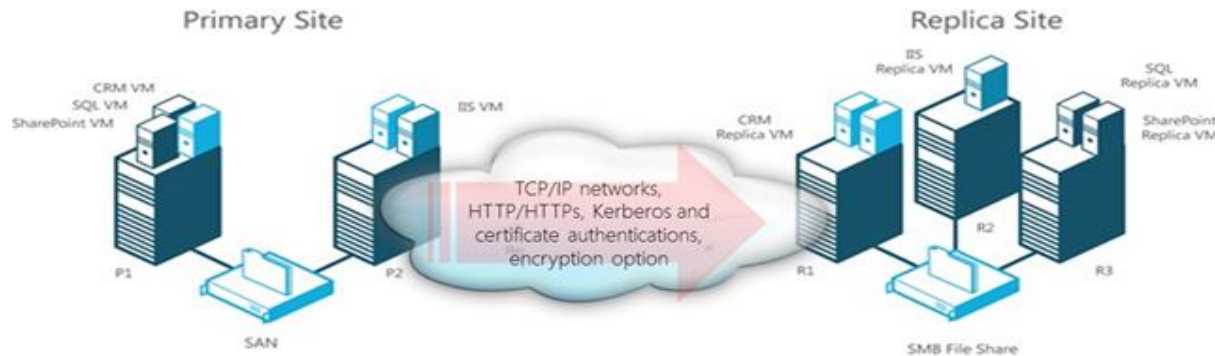 Primary Site
Replica Site
CRM VM
SQL VM
SharePoint VM
IIS VM
IIS
Replica VM
SQL
Replica VM
CRM
Replica VM
SharePoint
Replica VM
TCP/IP networks,
HTTP/HTTPs, Kerberos and
certificate authentications,
encryption option
P1
P2
R1
R2
R3
SAN
SMB File Share